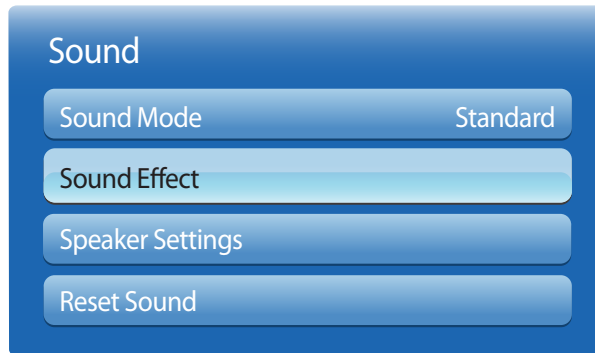 Sound
Sound Mode Standard
Sound Effect
Speaker Settings
Reset Sound